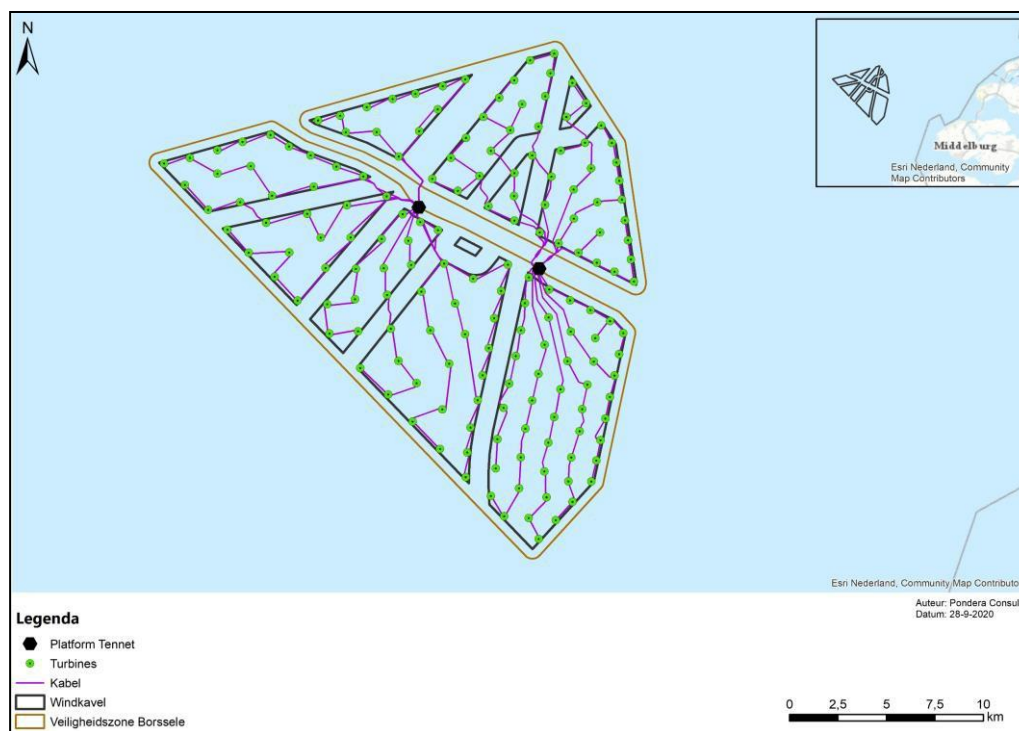 N
Middelburg
Esri Nederland, Community
Map Contributors
Esri Nederland, Community Map Contributo
Auteur: Pondera Consul
Datum: 28-9-2020
Legenda
Platform Tennet
Turbines
Kabel
Windkavel
Veiligheidszone Borssele
0 2,5 5 7,5 10
km